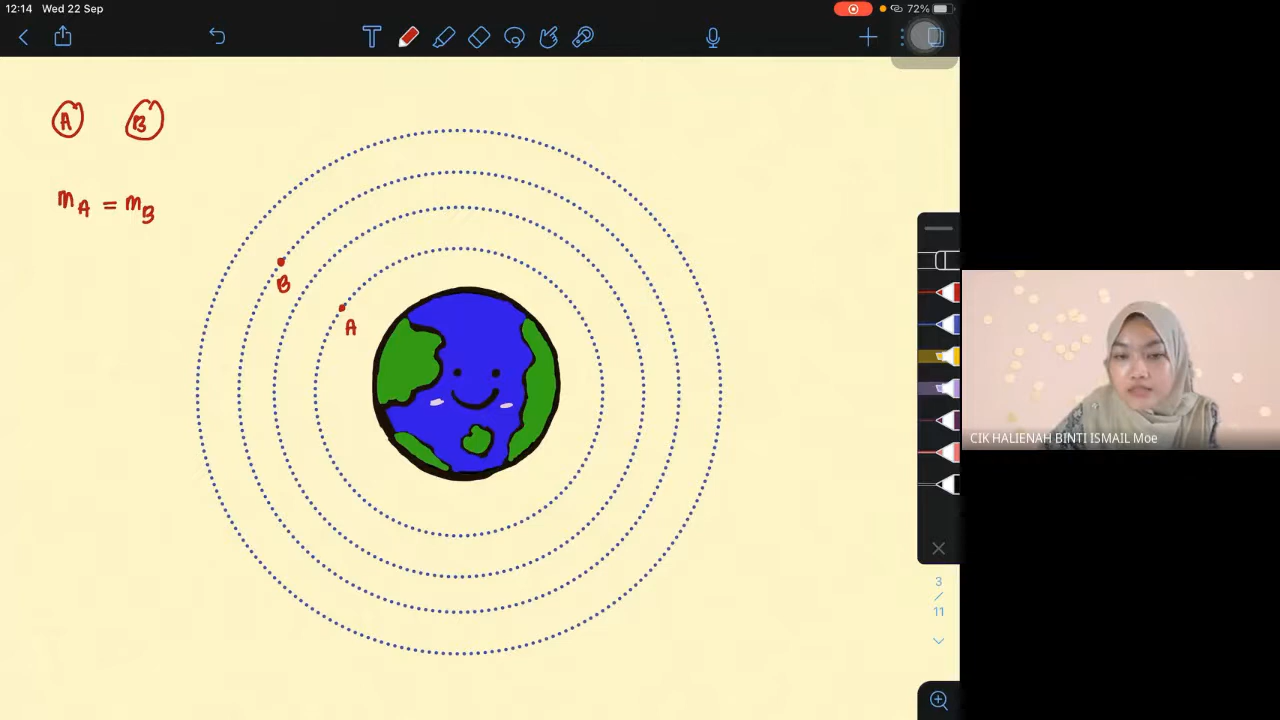 12:14 Wed 22 Sep
72%
A B
mA = mB
B
A
CIK HALIENAH BINTI ISMAIL Moe
3
/
11